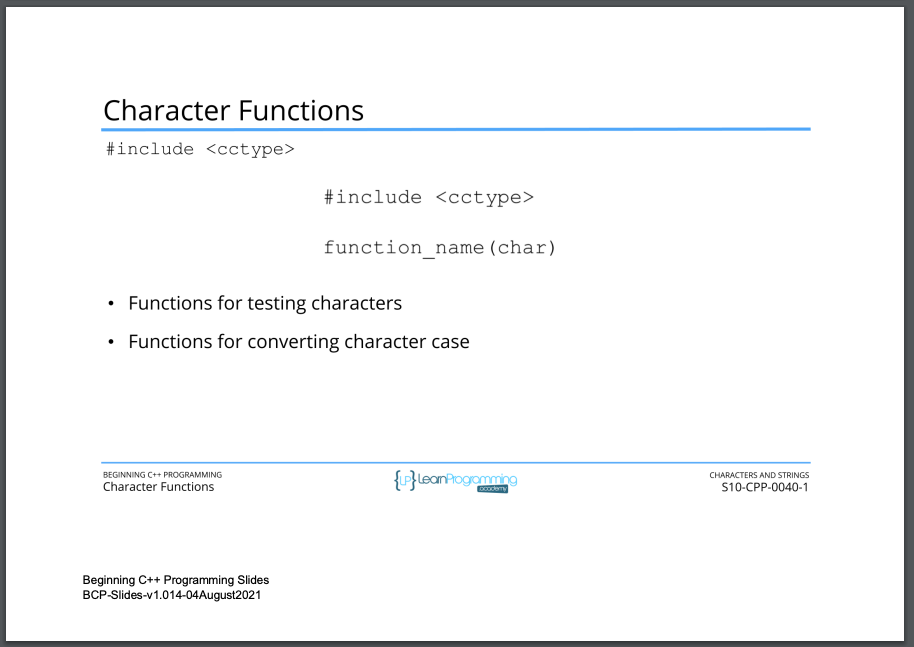 Character Functions
#include <cctype>
#include <cctype>
function_name(char)
• Functions for testing characters
• Functions for converting character case
BEGINNING C++ PROGRAMMING
Character Functions
{LP} LearnProgramming
academy
CHARACTERS AND STRINGS
S10-CPP-0040-1
Beginning C++ Programming Slides
BCP-Slides-v1.014-04August2021